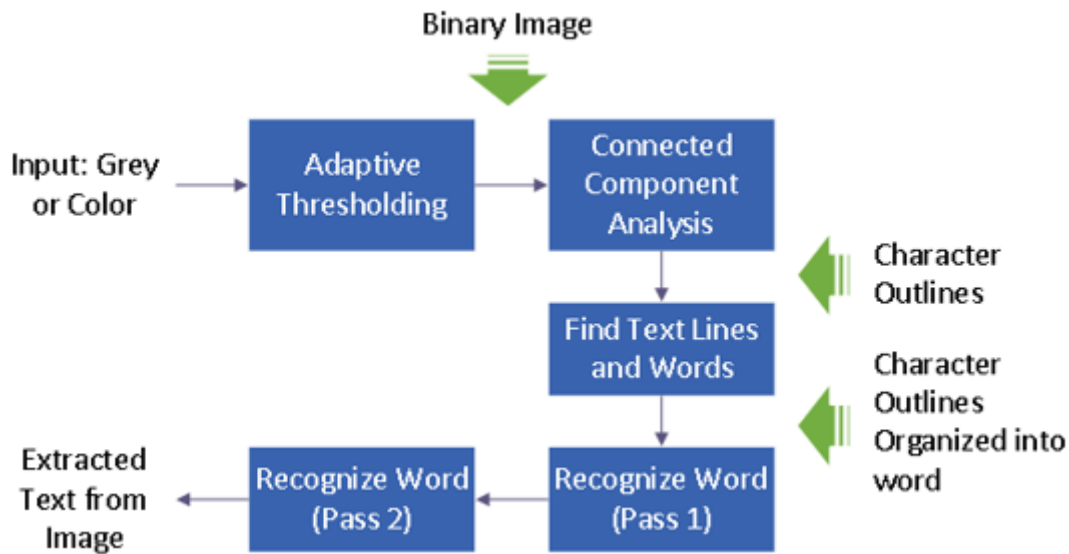 Binary Image
Input: Grey
or Color
Adaptive
Thresholding
Connected
Component
Analysis
Character
Outlines
Find Text Lines
and Words
Character
Outlines
Organized into
word
Recognize Word
(Pass 1)
Recognize Word
(Pass 2)
Extracted
Text from
Image